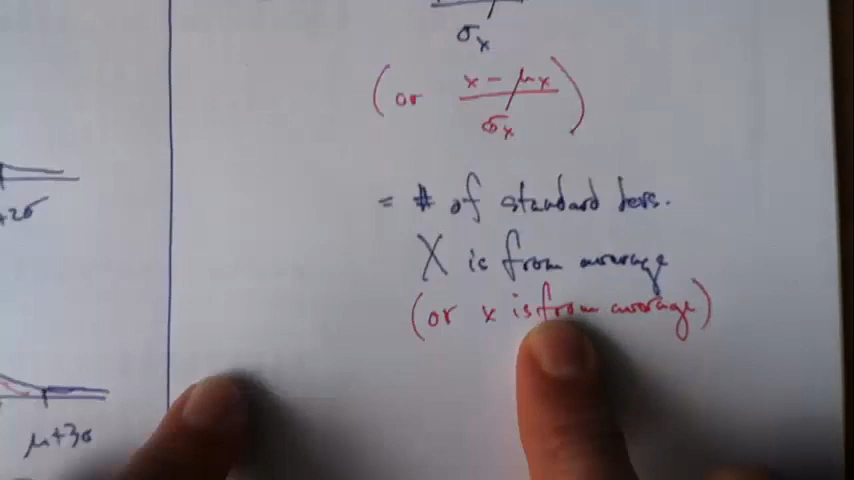 σx
(or x - μx / σx)
= # of standard devs.
X is from average
(or x is from average)
+2σ
μ+3σ